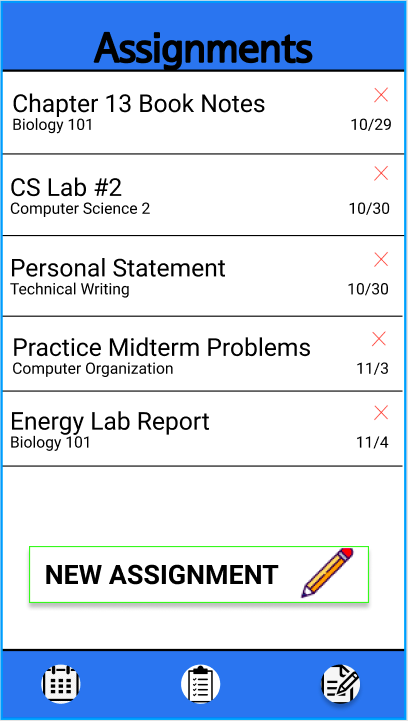 Assignments
Chapter 13 Book Notes
Biology 101 10/29
CS Lab #2
Computer Science 2 10/30
Personal Statement
Technical Writing 10/30
Practice Midterm Problems
Computer Organization 11/3
Energy Lab Report
Biology 101 11/4
NEW ASSIGNMENT